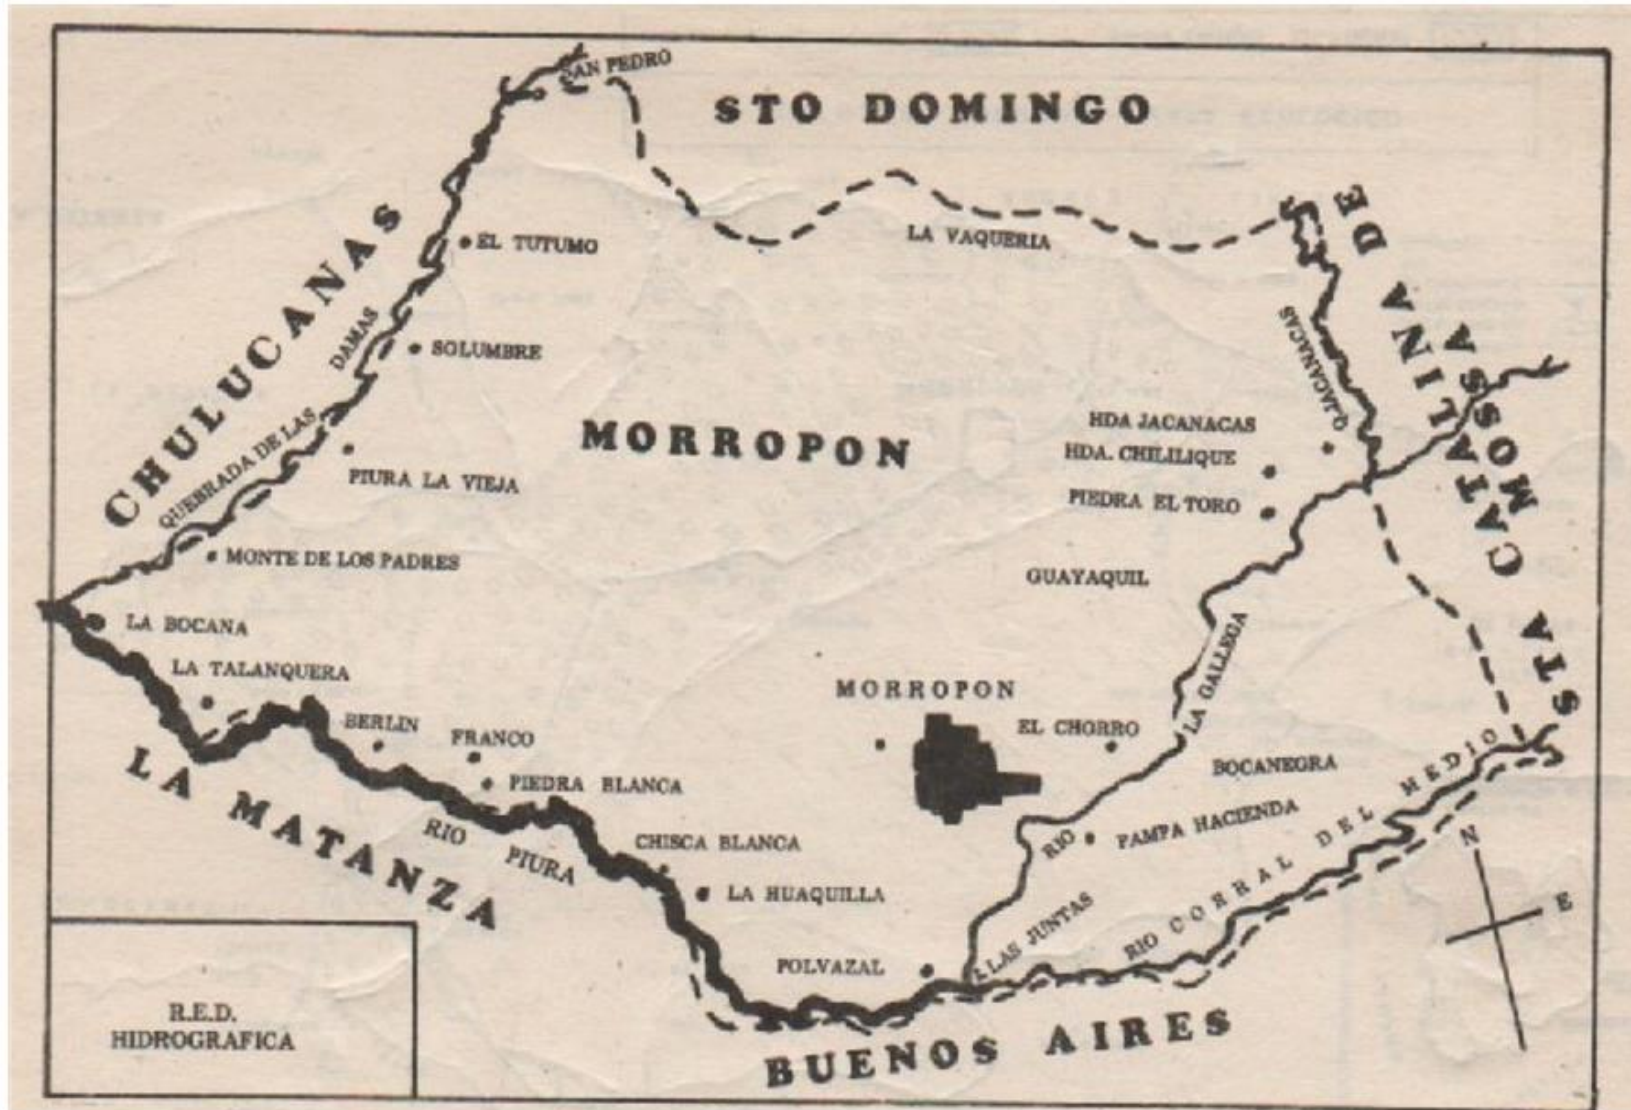 SAN PEDRO
STO DOMINGO
CHULUCANAS
EL TUTUMO
LA VAQUERIA
STA CATALINA DE
MOSSA
DAMAS
SOLUMBRE
Q. JACANACAS
QUEBRADA DE LAS
MORROPON
HDA JACANACAS
HDA. CHILILIQUE
PIURA LA VIEJA
PIEDRA EL TORO
MONTE DE LOS PADRES
GUAYAQUIL
LA BOCANA
LA TALANQUERA
LA GALLEGA
MORROPON
BERLIN
FRANCO
EL CHORRO
PIEDRA BLANCA
BOCANEGRA
LA MATANZA
RIO PIURA
CHISCA BLANCA
RIO
PAMPA HACIENDA
RIO CORRAL DEL MEDIO
LA HUAQUILLA
LAS JUNTAS
POLVAZAL
N
E
BUENOS AIRES
R.E.D.
HIDROGRAFICA